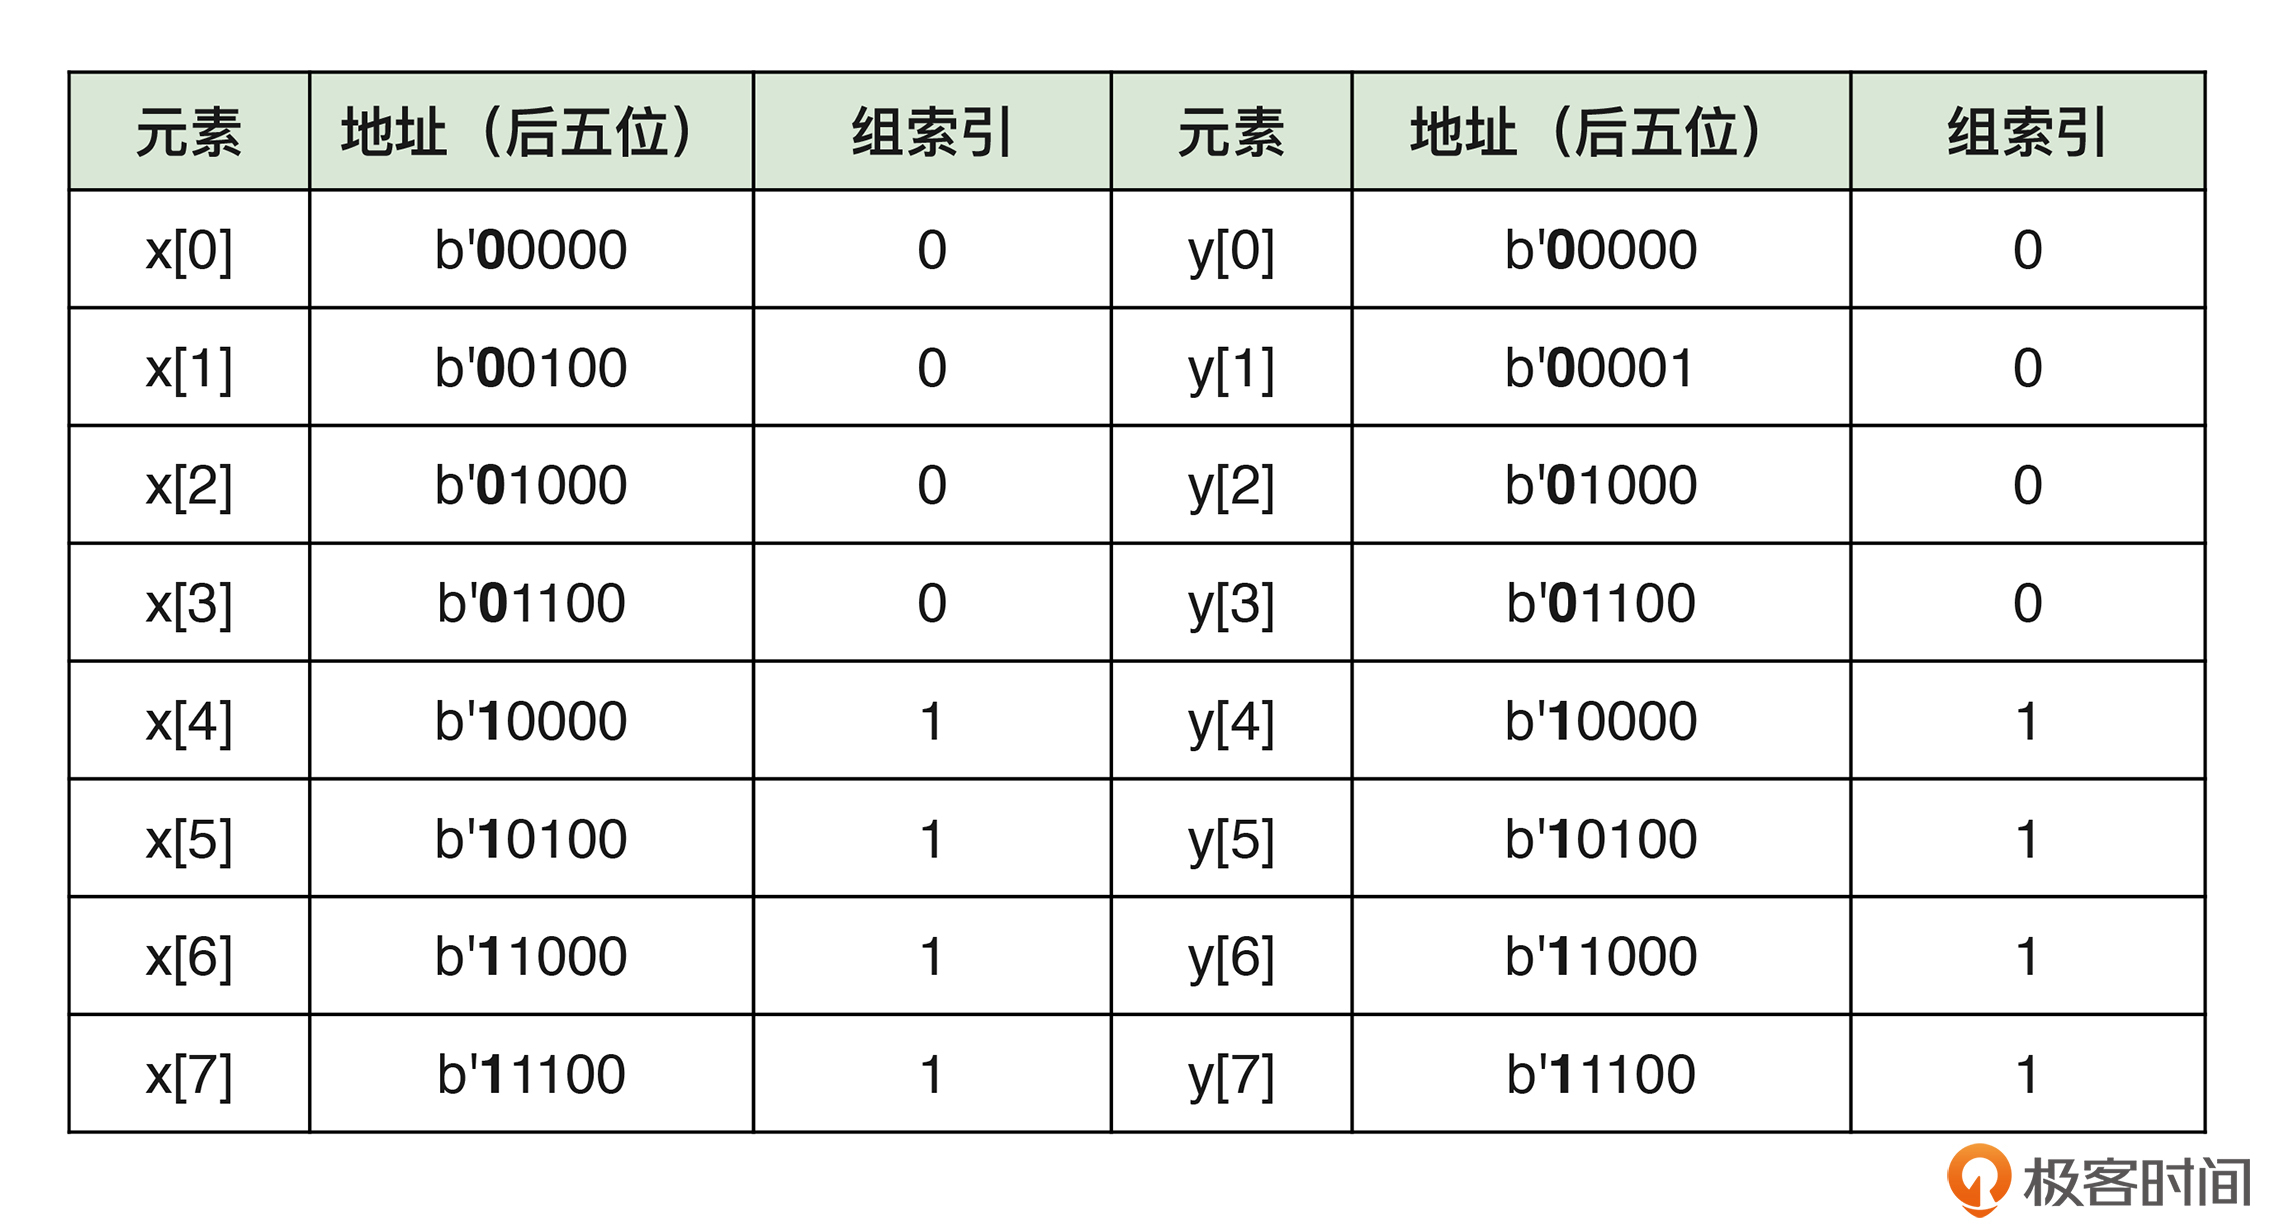 元素 地址（后五位） 组索引 元素 地址（后五位） 组索引
x[0] b'00000 0 y[0] b'00000 0
x[1] b'00100 0 y[1] b'00001 0
x[2] b'01000 0 y[2] b'01000 0
x[3] b'01100 0 y[3] b'01100 0
x[4] b'10000 1 y[4] b'10000 1
x[5] b'10100 1 y[5] b'10100 1
x[6] b'11000 1 y[6] b'11000 1
x[7] b'11100 1 y[7] b'11100 1
极客时间